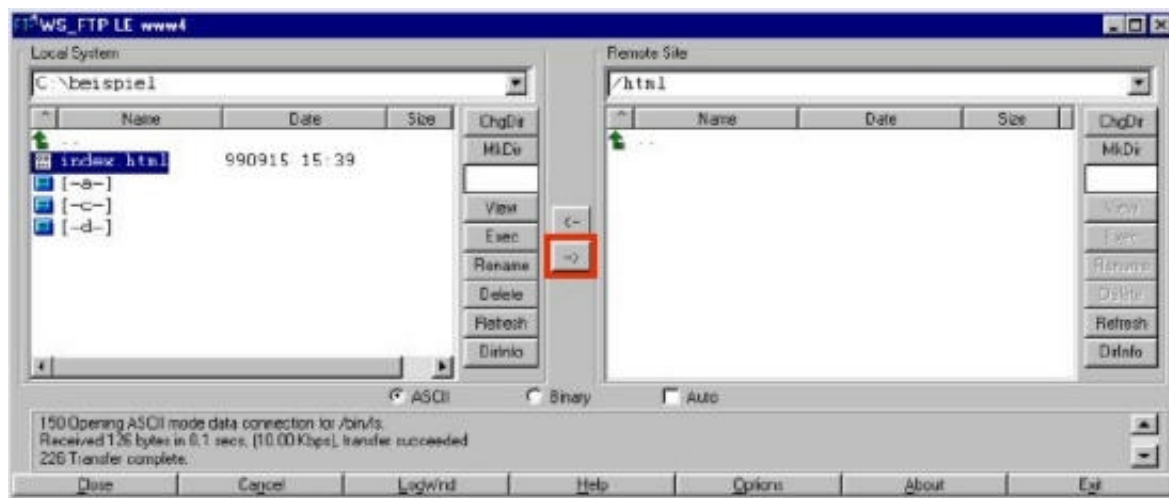 WS_FTP LE www4
Local System
Remote Site
C:\beispiel
/html
^ Name Date Size
ChgDir
^ Name Date Size
ChgDir
..
MkDir
..
MkDir
index.html 990915 15:39
[-a-]
[-c-]
View
View
[-d-]
<-
Exec
Exec
->
Rename
Rename
Delete
Delete
Refresh
Refresh
DirInfo
DirInfo
ASCII
Binary
Auto
150 Opening ASCII mode data connection for /bin/ls.
Received 126 bytes in 0.1 secs, (10.00 Kbps), transfer succeeded
226 Transfer complete.
Close Cancel LogWnd Help Options About Exit